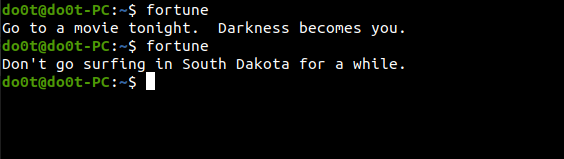 do0t@do0t-PC:~$ fortune
Go to a movie tonight.  Darkness becomes you.
do0t@do0t-PC:~$ fortune
Don't go surfing in South Dakota for a while.
do0t@do0t-PC:~$